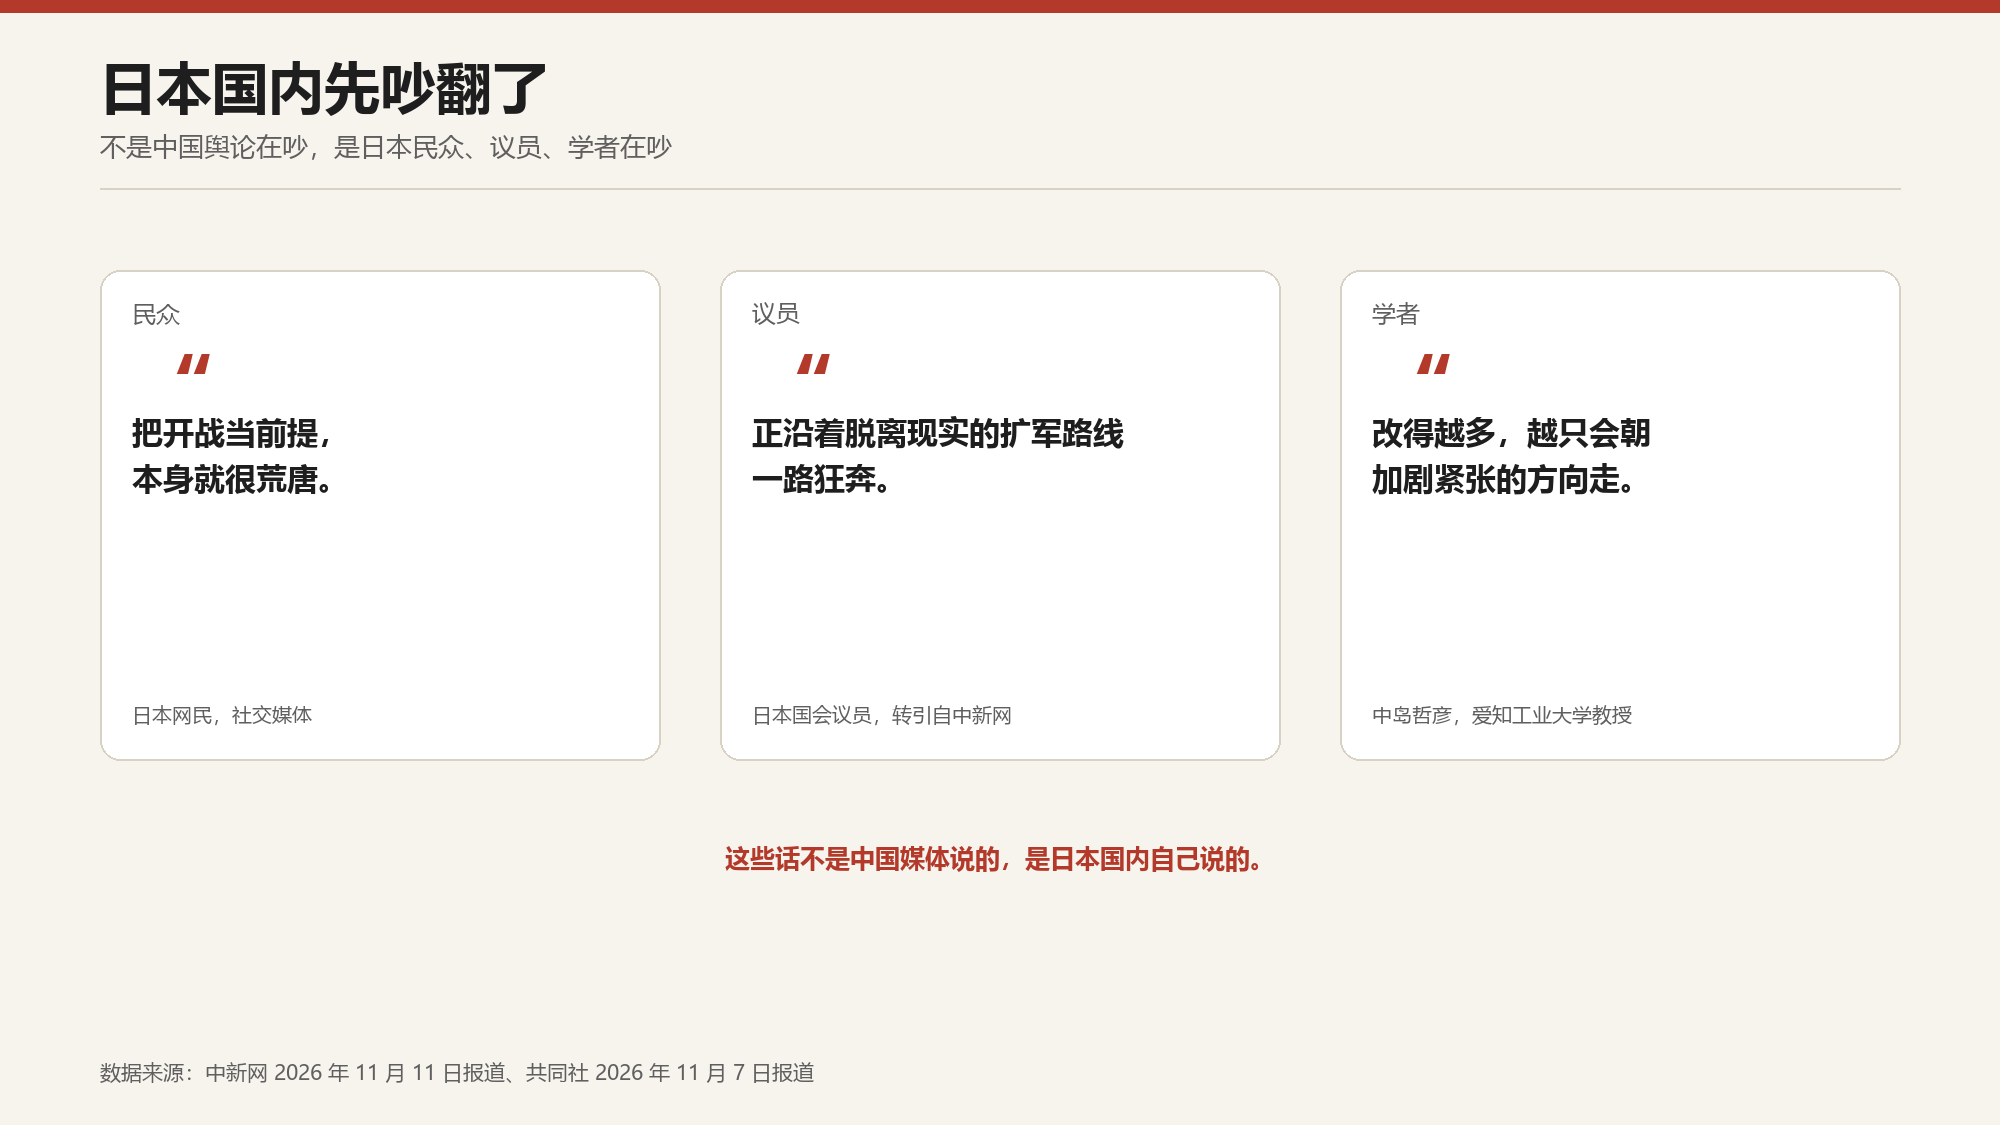 日本国内先吵翻了
不是中国舆论在吵，是日本民众、议员、学者在吵
民众
“
把开战当前提，
本身就很荒唐。
日本网民，社交媒体
议员
“
正沿着脱离现实的扩军路线
一路狂奔。
日本国会议员，转引自中新网
学者
“
改得越多，越只会朝
加剧紧张的方向走。
中岛哲彦，爱知工业大学教授
这些话不是中国媒体说的，是日本国内自己说的。
数据来源：中新网 2026 年 11 月 11 日报道、共同社 2026 年 11 月 7 日报道